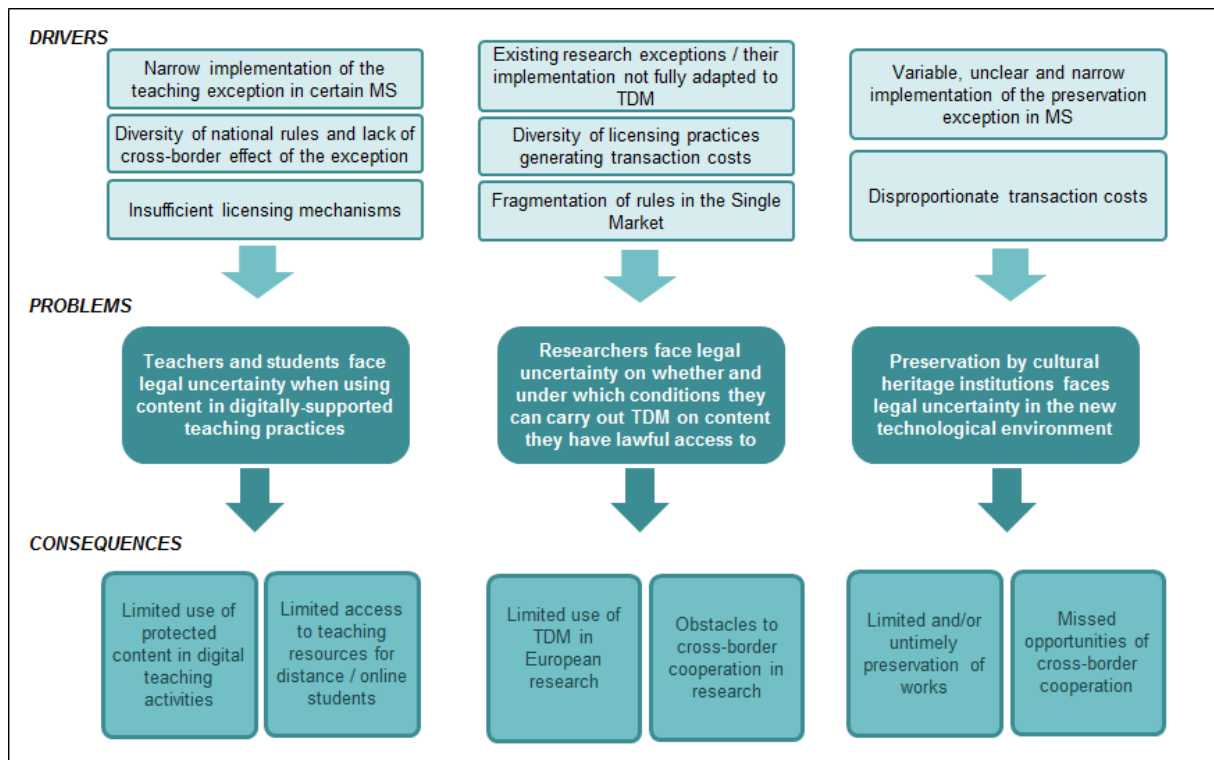 DRIVERS
Narrow implementation of the
teaching exception in certain MS
Diversity of national rules and lack of
cross-border effect of the exception
Insufficient licensing mechanisms
Existing research exceptions / their
implementation not fully adapted to
TDM
Diversity of licensing practices
generating transaction costs
Fragmentation of rules in the Single
Market
Variable, unclear and narrow
implementation of the preservation
exception in MS
Disproportionate transaction costs
PROBLEMS
Teachers and students face
legal uncertainty when using
content in digitally-supported
teaching practices
Researchers face legal
uncertainty on whether and
under which conditions they
can carry out TDM on content
they have lawful access to
Preservation by cultural
heritage institutions faces
legal uncertainty in the new
technological environment
CONSEQUENCES
Limited use of
protected
content in digital
teaching
activities
Limited access
to teaching
resources for
distance / online
students
Limited use of
TDM in
European
research
Obstacles to
cross-border
cooperation in
research
Limited and/or
untimely
preservation of
works
Missed
opportunities of
cross-border
cooperation